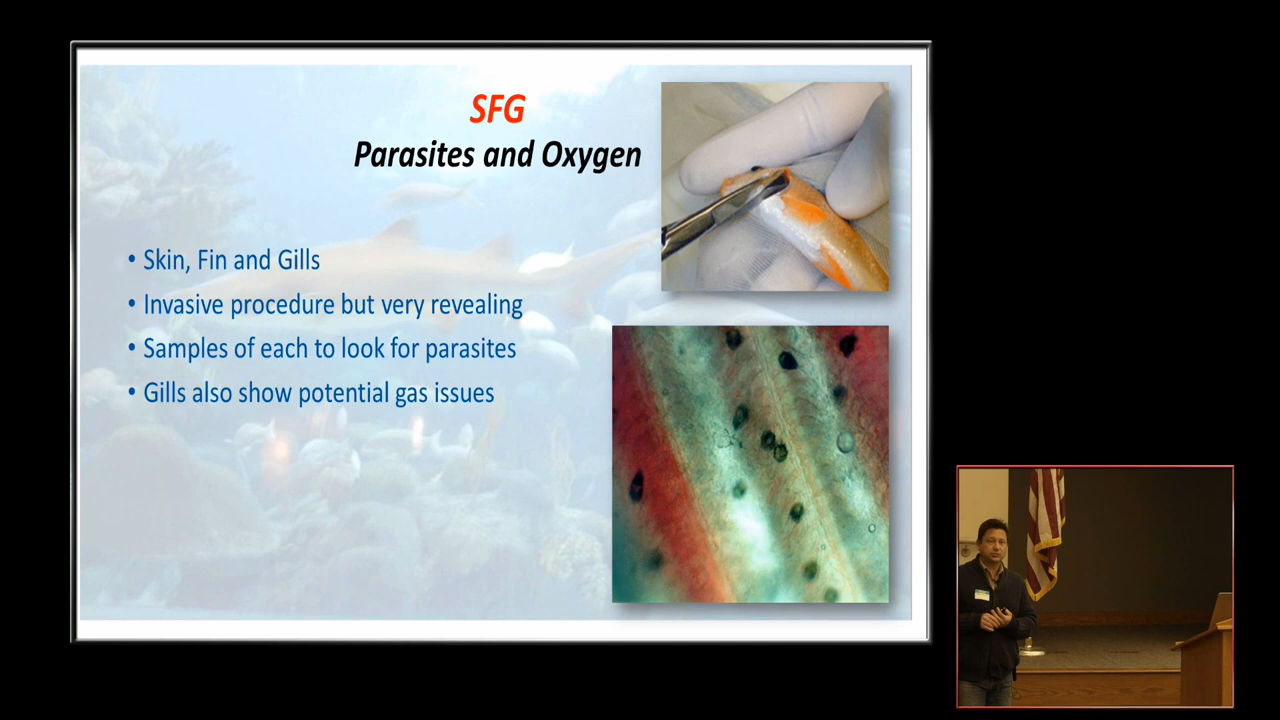 SFG
Parasites and Oxygen
• Skin, Fin and Gills
• Invasive procedure but very revealing
• Samples of each to look for parasites
• Gills also show potential gas issues